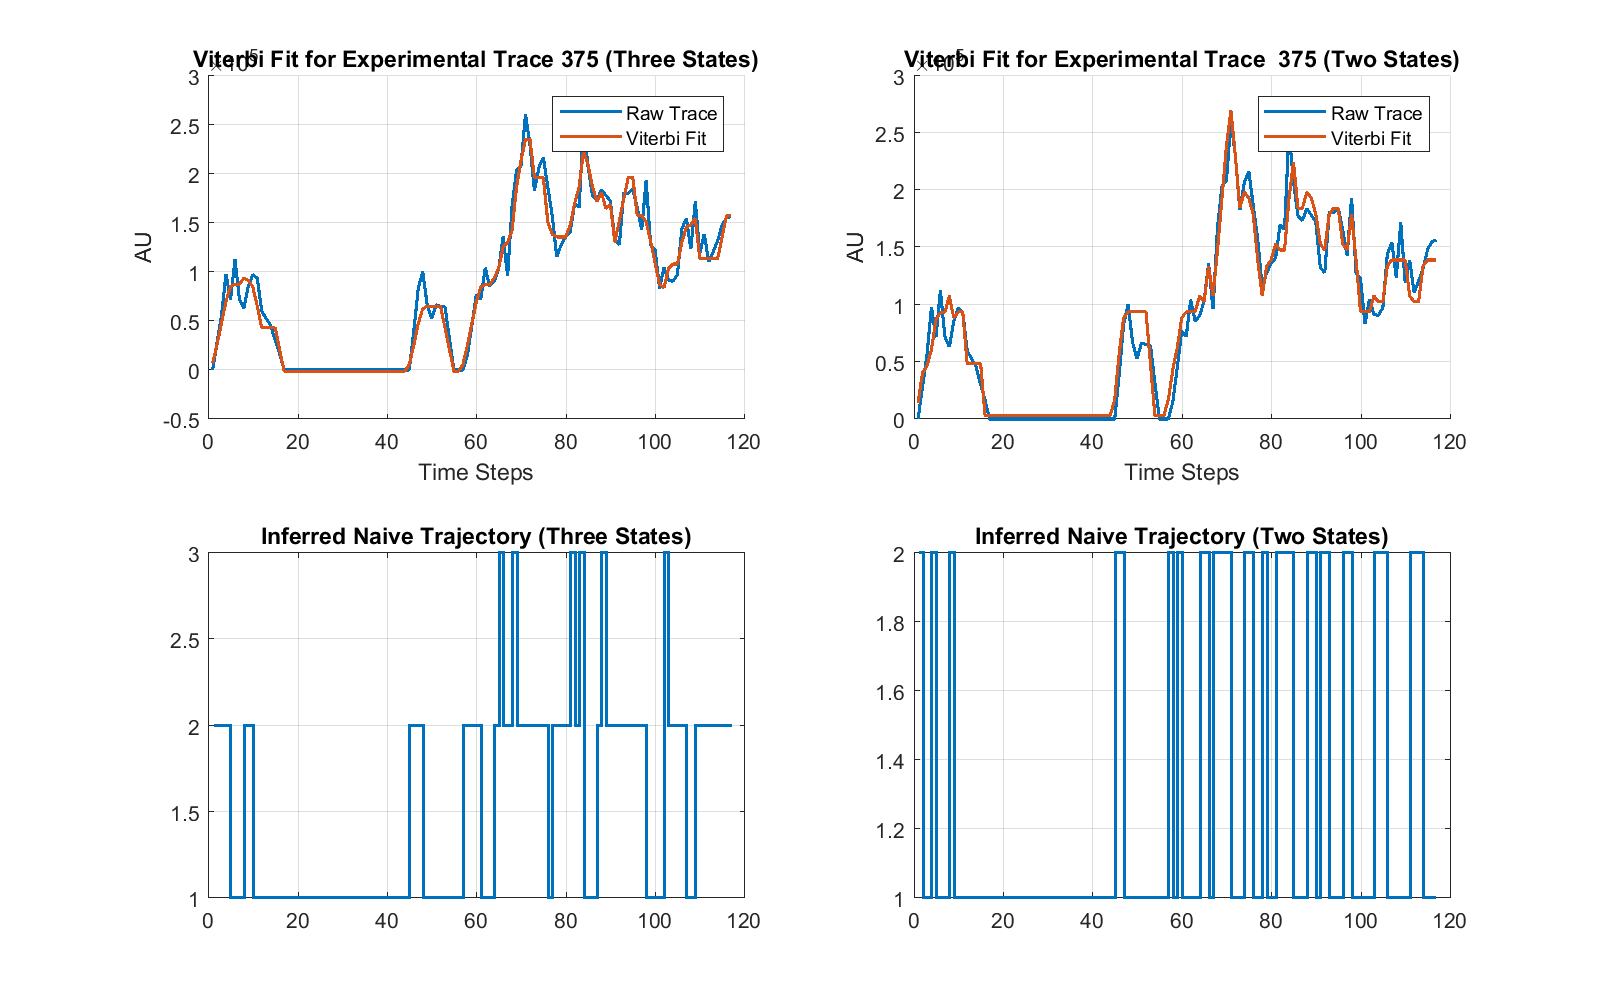 Viterbi Fit for Experimental Trace 375 (Three States)
×10^5
3
2.5
2
1.5
1
0.5
0
-0.5
AU
Raw Trace
Viterbi Fit
0 20 40 60 80 100 120
Time Steps
Viterbi Fit for Experimental Trace  375 (Two States)
×10^5
3
2.5
2
1.5
1
0.5
0
AU
Raw Trace
Viterbi Fit
0 20 40 60 80 100 120
Time Steps
Inferred Naive Trajectory (Three States)
3
2.5
2
1.5
1
0 20 40 60 80 100 120
Inferred Naive Trajectory (Two States)
2
1.8
1.6
1.4
1.2
1
0 20 40 60 80 100 120